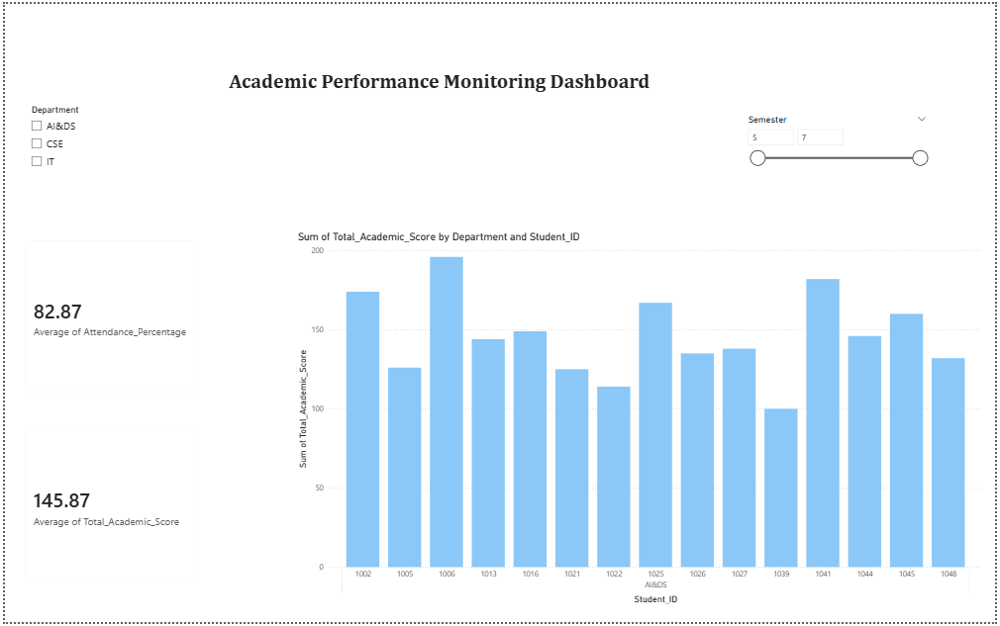 Academic Performance Monitoring Dashboard
Department
AI&DS
CSE
IT
Semester
5 7
82.87
Average of Attendance_Percentage
145.87
Average of Total_Academic_Score
Sum of Total_Academic_Score by Department and Student_ID
Sum of Total_Academic_Score
200
150
100
50
0
1002 1005 1006 1013 1016 1021 1022 1025 1026 1027 1039 1041 1044 1045 1048
AI&DS
Student_ID